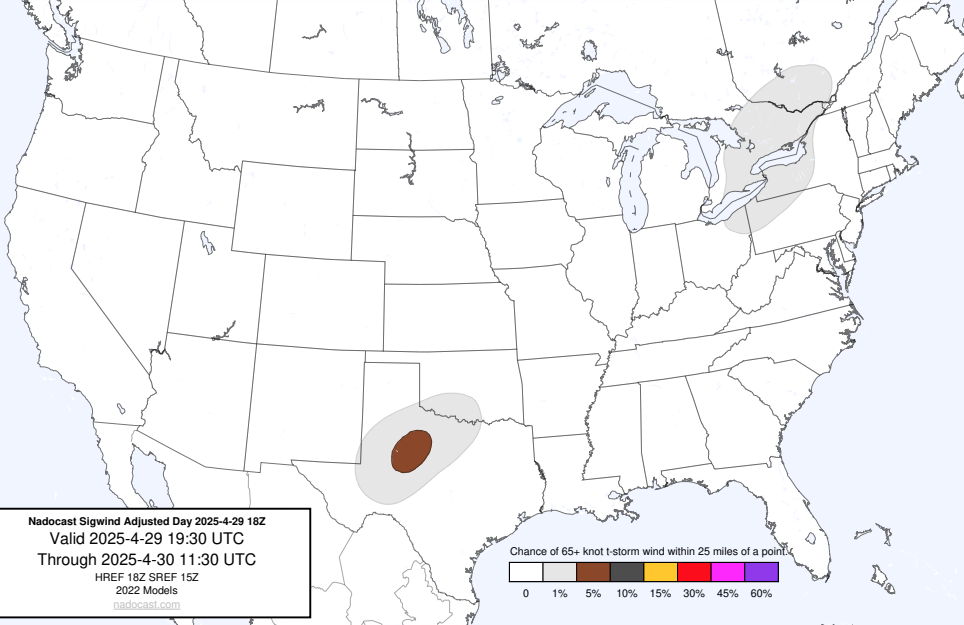 Nadocast Sigwind Adjusted Day 2025-4-29 18Z
Valid 2025-4-29 19:30 UTC
Through 2025-4-30 11:30 UTC
HREF 18Z SREF 15Z
2022 Models
nadocast.com
Chance of 65+ knot t-storm wind within 25 miles of a point.
0 1% 5% 10% 15% 30% 45% 60%